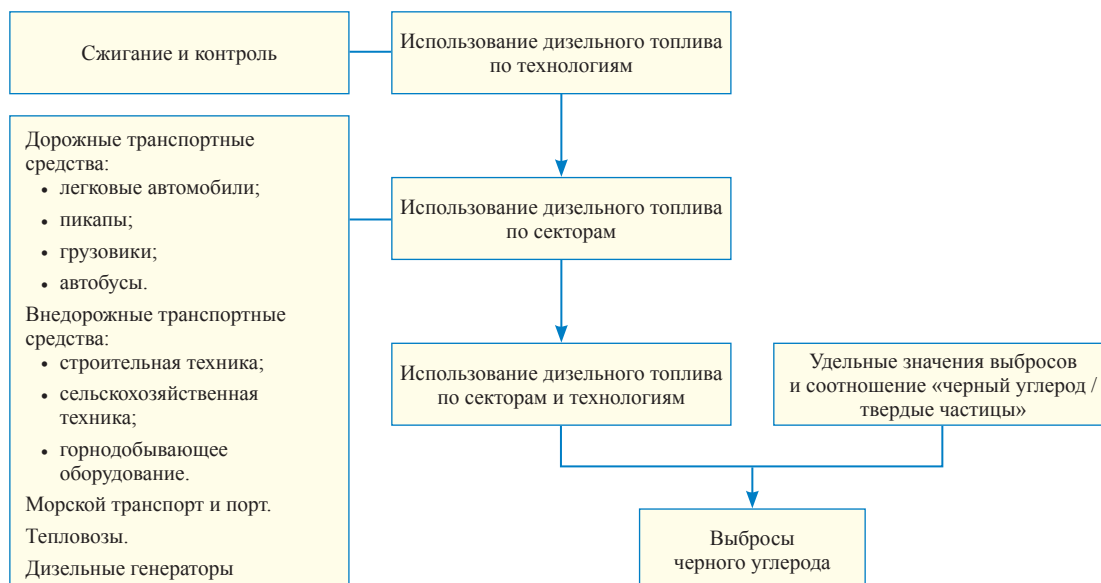 Сжигание и контроль
Использование дизельного топлива
по технологиям
Дорожные транспортные
средства:
• легковые автомобили;
• пикапы;
• грузовики;
• автобусы.
Внедорожные транспортные
средства:
• строительная техника;
• сельскохозяйственная
техника;
• горнодобывающее
оборудование.
Морской транспорт и порт.
Тепловозы.
Дизельные генераторы
Использование дизельного топлива
по секторам
Использование дизельного топлива
по секторам и технологиям
Удельные значения выбросов
и соотношение «черный углерод /
твердые частицы»
Выбросы
черного углерода